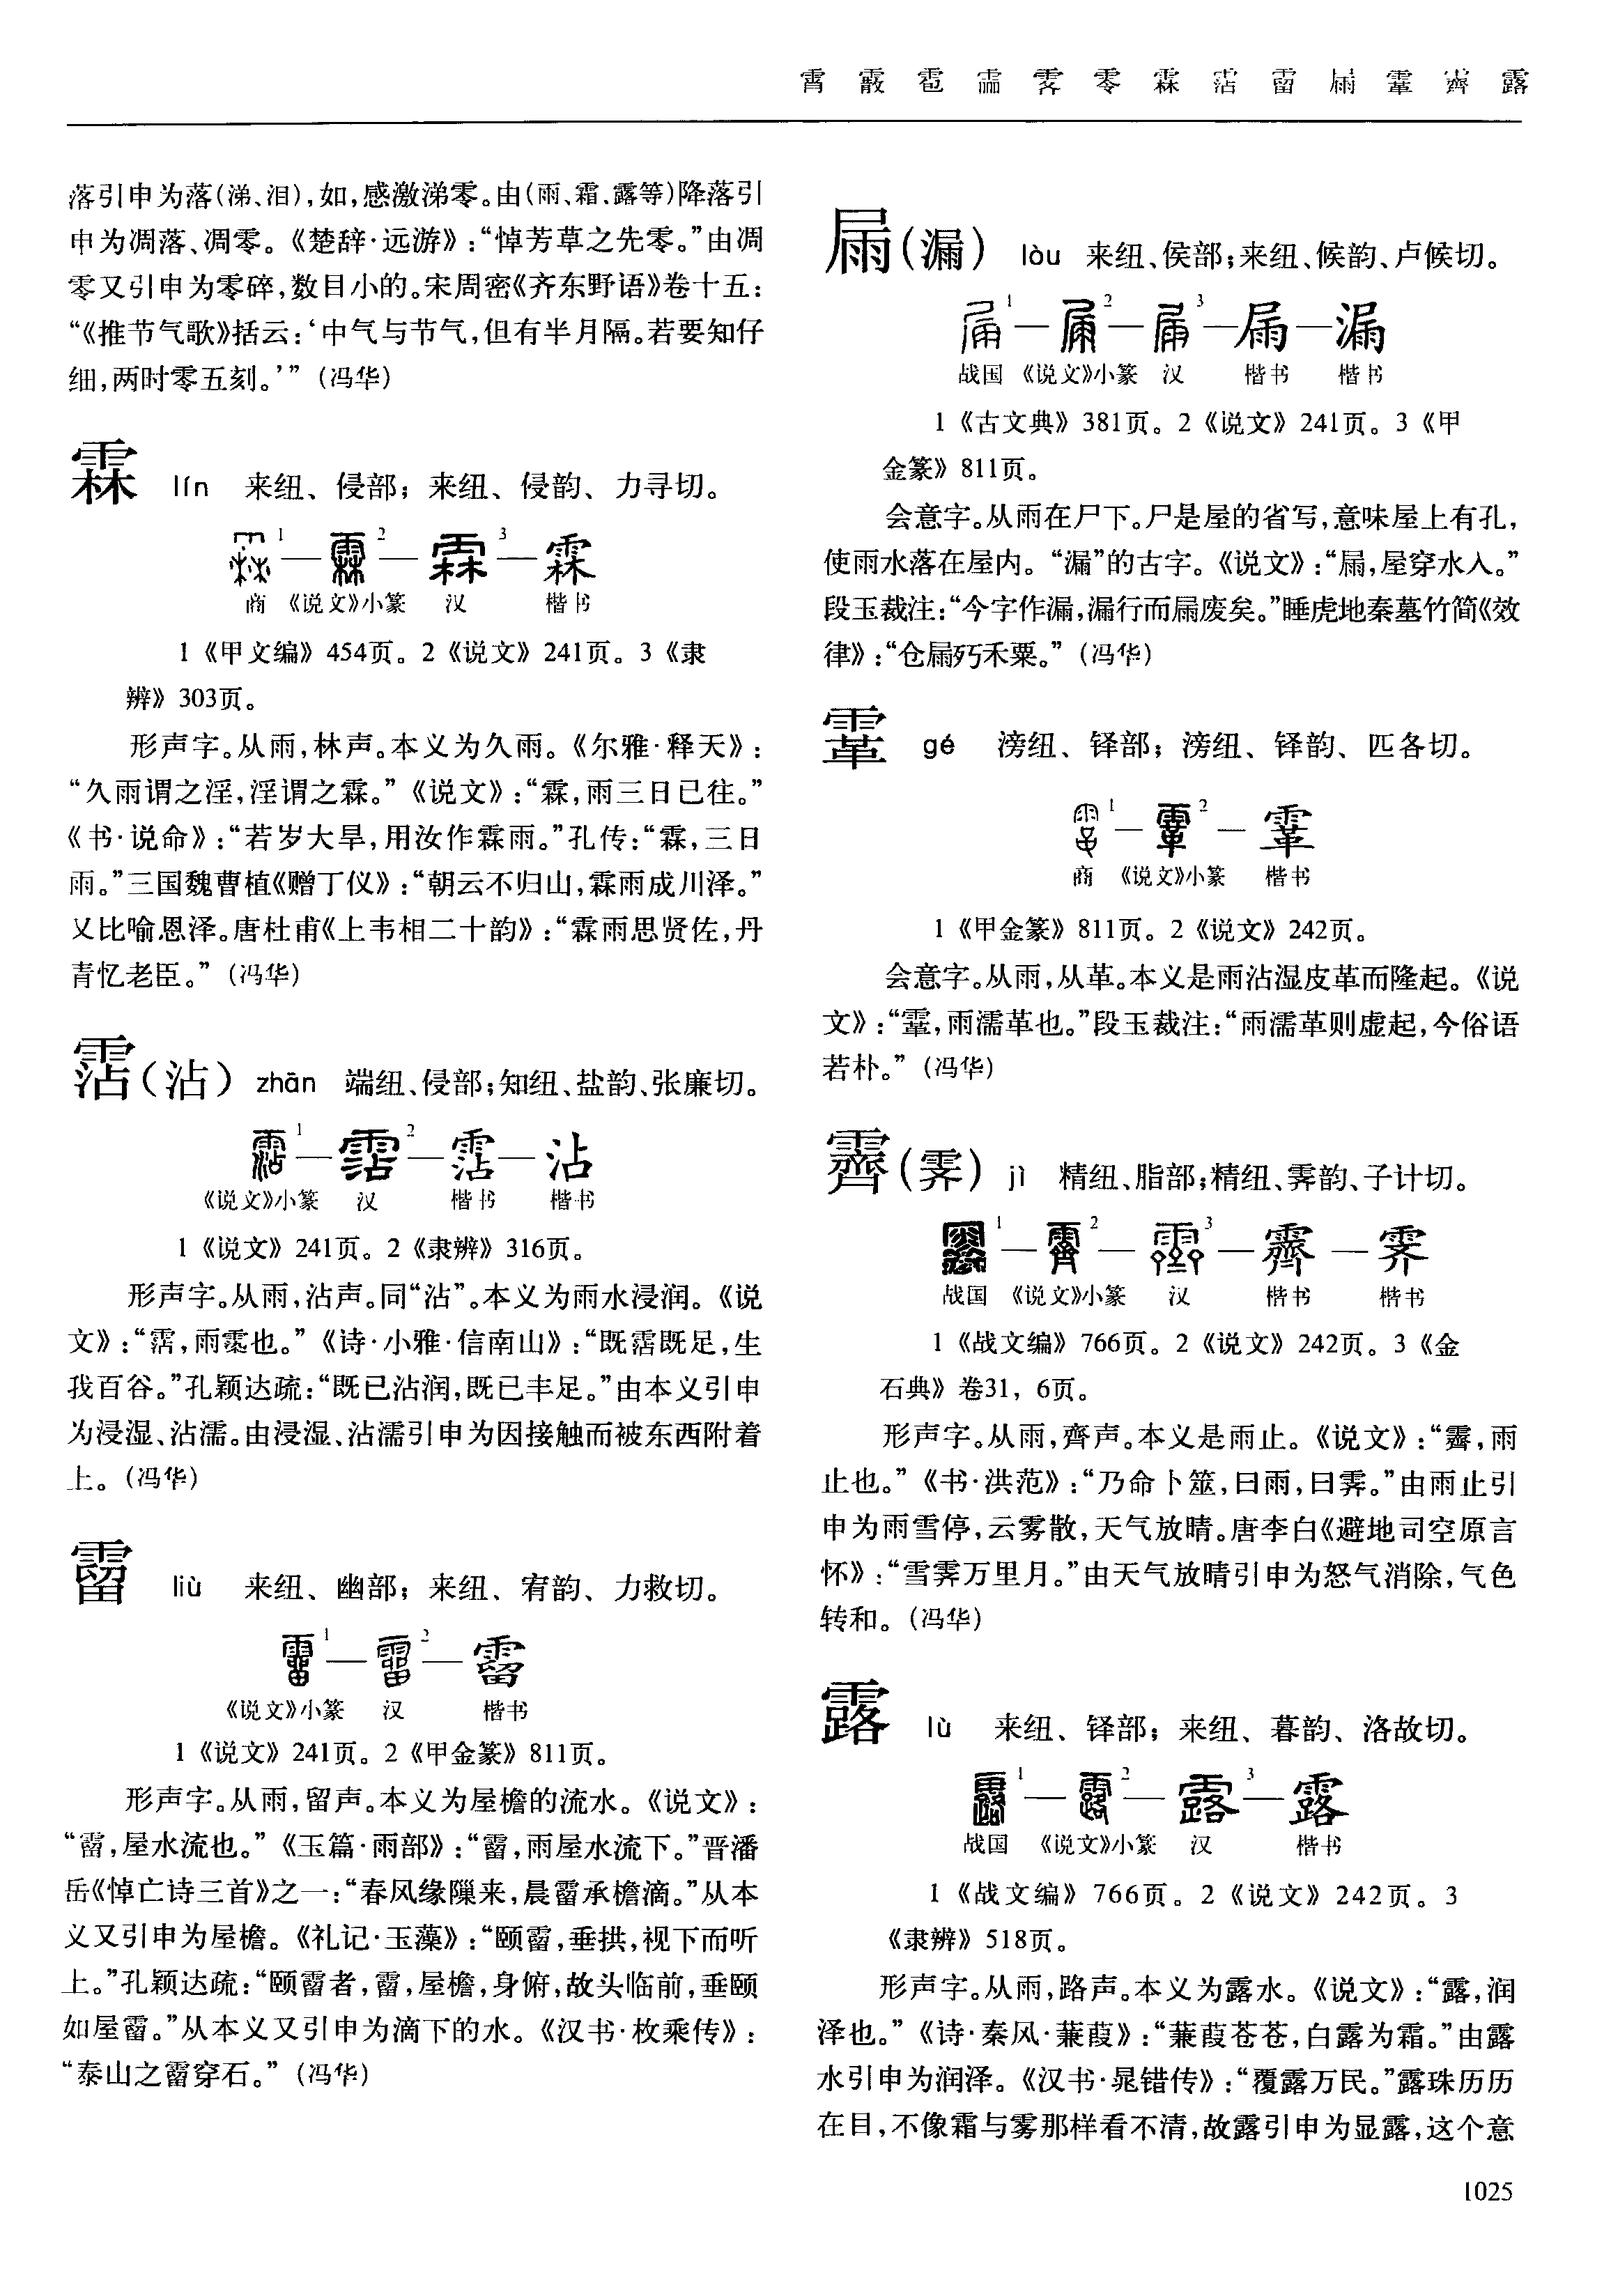 霄 霰 雹 需 霁 零 霖 霑 霤 屚 䨣 霽 露
落引申为落(涕、泪),如,感激涕零。由(雨、霜、露等)降落引
申为凋落、凋零。《楚辞·远游》:“悼芳草之先零。”由凋
零又引申为零碎,数目小的。宋周密《齐东野语》卷十五:
“《推节气歌》括云:‘中气与节气,但有半月隔。若要知仔
细,两时零五刻。’”(冯华)
霖 lín 来纽、侵部;来纽、侵韵、力寻切。
1—2—3—霖
商 《说文》小篆 汉 楷书
1《甲文编》454页。2《说文》241页。3《隶
辨》303页。
形声字。从雨,林声。本义为久雨。《尔雅·释天》:
“久雨谓之淫,淫谓之霖。”《说文》:“霖,雨三日已往。”
《书·说命》:“若岁大旱,用汝作霖雨。”孔传:“霖,三日
雨。”三国魏曹植《赠丁仪》:“朝云不归山,霖雨成川泽。”
又比喻恩泽。唐杜甫《上韦相二十韵》:“霖雨思贤佐,丹
青忆老臣。”(冯华)
霑(沾) zhān 端纽、侵部;知纽、盐韵、张廉切。
1—2—霑—沾
《说文》小篆 汉 楷书 楷书
1《说文》241页。2《隶辨》316页。
形声字。从雨,沾声。同“沾”。本义为雨水浸润。《说
文》:“霑,雨䨙也。”《诗·小雅·信南山》:“既霑既足,生
我百谷。”孔颖达疏:“既已沾润,既已丰足。”由本义引申
为浸湿、沾濡。由浸湿、沾濡引申为因接触而被东西附着
上。(冯华)
霤 liù 来纽、幽部;来纽、宥韵、力救切。
1—2—霤
《说文》小篆 汉 楷书
1《说文》241页。2《甲金篆》811页。
形声字。从雨,留声。本义为屋檐的流水。《说文》:
“霤,屋水流也。”《玉篇·雨部》:“霤,雨屋水流下。”晋潘
岳《悼亡诗三首》之一:“春风缘隟来,晨霤承檐滴。”从本
义又引申为屋檐。《礼记·玉藻》:“颐霤,垂拱,视下而听
上。”孔颖达疏:“颐霤者,霤,屋檐,身俯,故头临前,垂颐
如屋霤。”从本义又引申为滴下的水。《汉书·枚乘传》:
“泰山之霤穿石。”(冯华)
屚(漏) lòu 来纽、侯部;来纽、候韵、卢候切。
1—2—3—屚—漏
战国 《说文》小篆 汉 楷书 楷书
1《古文典》381页。2《说文》241页。3《甲
金篆》811页。
会意字。从雨在尸下。尸是屋的省写,意味屋上有孔,
使雨水落在屋内。“漏”的古字。《说文》:“屚,屋穿水入。”
段玉裁注:“今字作漏,漏行而屚废矣。”睡虎地秦墓竹简《效
律》:“仓屚㱙禾粟。”(冯华)
䨣 gé 滂纽、铎部;滂纽、铎韵、匹各切。
1—2—䨣
商 《说文》小篆 楷书
1《甲金篆》811页。2《说文》242页。
会意字。从雨,从革。本义是雨沾湿皮革而隆起。《说
文》:“䨣,雨濡革也。”段玉裁注:“雨濡革则虚起,今俗语
若朴。”(冯华)
霽(霁) jì 精纽、脂部;精纽、霁韵、子计切。
1—2—3—霽—霁
战国 《说文》小篆 汉 楷书 楷书
1《战文编》766页。2《说文》242页。3《金
石典》卷31,6页。
形声字。从雨,齊声。本义是雨止。《说文》:“霽,雨
止也。”《书·洪范》:“乃命卜筮,曰雨,曰霁。”由雨止引
申为雨雪停,云雾散,天气放晴。唐李白《避地司空原言
怀》:“雪霁万里月。”由天气放晴引申为怒气消除,气色
转和。(冯华)
露 lù 来纽、铎部;来纽、暮韵、洛故切。
1—2—3—露
战国 《说文》小篆 汉 楷书
1《战文编》766页。2《说文》242页。3
《隶辨》518页。
形声字。从雨,路声。本义为露水。《说文》:“露,润
泽也。”《诗·秦风·蒹葭》:“蒹葭苍苍,白露为霜。”由露
水引申为润泽。《汉书·晁错传》:“覆露万民。”露珠历历
在目,不像霜与雾那样看不清,故露引申为显露,这个意
1025